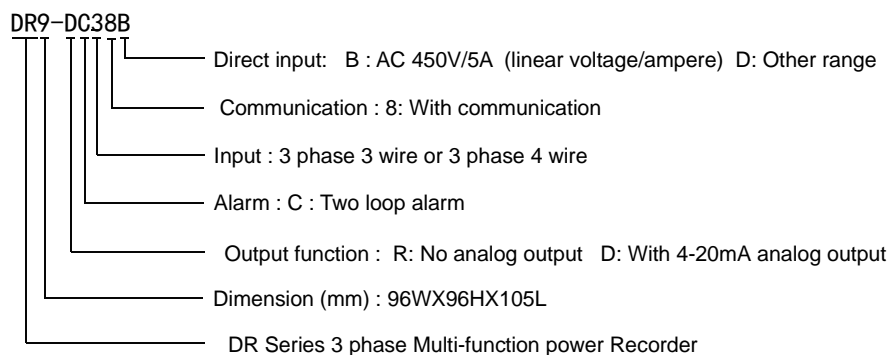 DR9-DC38B
Direct input: B : AC 450V/5A (linear voltage/ampere) D: Other range
Communication : 8: With communication
Input : 3 phase 3 wire or 3 phase 4 wire
Alarm : C : Two loop alarm
Output function : R: No analog output D: With 4-20mA analog output
Dimension (mm) : 96WX96HX105L
DR Series 3 phase Multi-function power Recorder